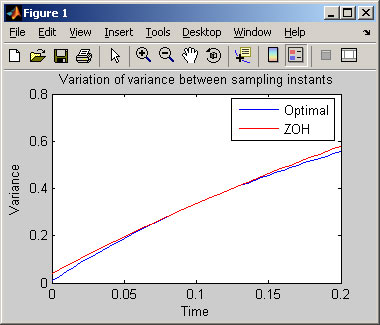 Figure 1
File Edit View Insert Tools Desktop Window Help
Variation of variance between sampling instants
0.8
0.6
0.4
0.2
0
Variance
Optimal
ZOH
0 0.05 0.1 0.15 0.2
Time